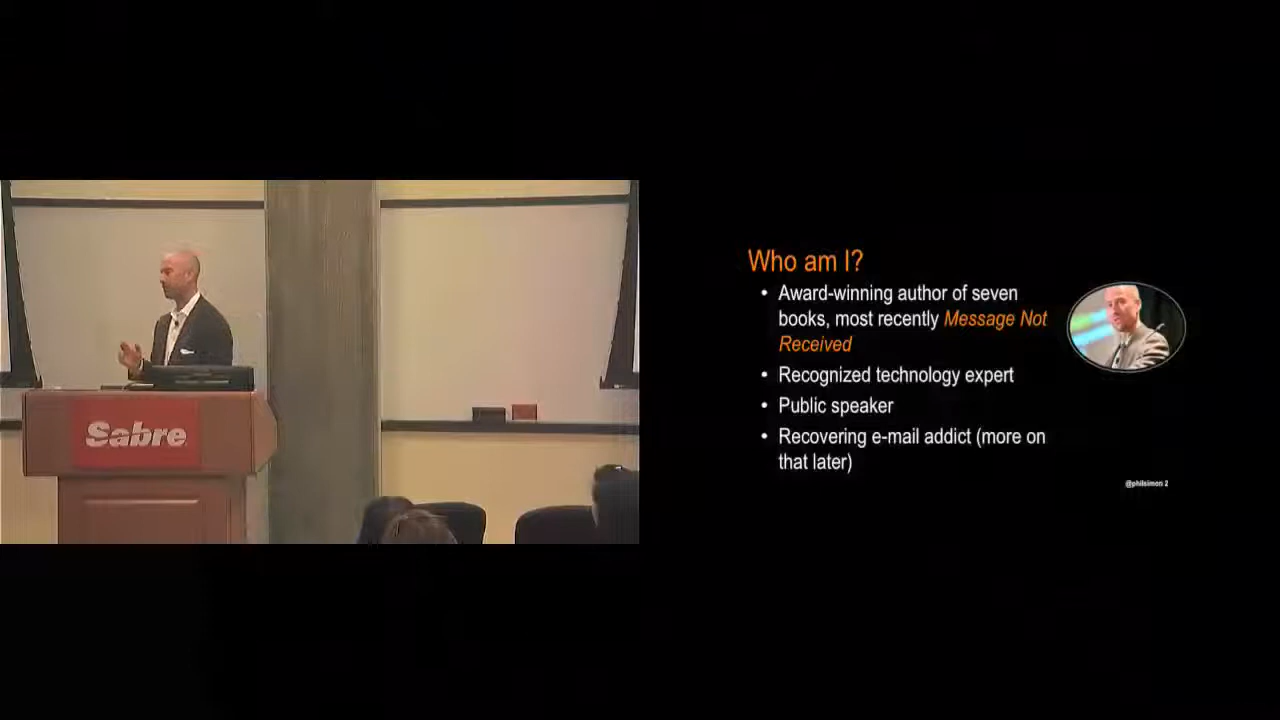 Sabre
Who am I?
• Award-winning author of seven
books, most recently Message Not
Received
• Recognized technology expert
• Public speaker
• Recovering e-mail addict (more on
that later)
@philsimon 2